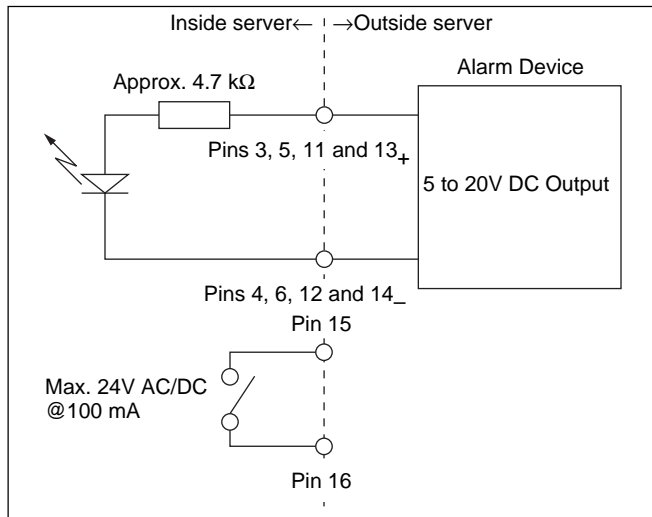 Inside server← →Outside server
Alarm Device
Approx. 4.7 kΩ
Pins 3, 5, 11 and 13+
5 to 20V DC Output
Pins 4, 6, 12 and 14–
Pin 15
Max. 24V AC/DC
@100 mA
Pin 16